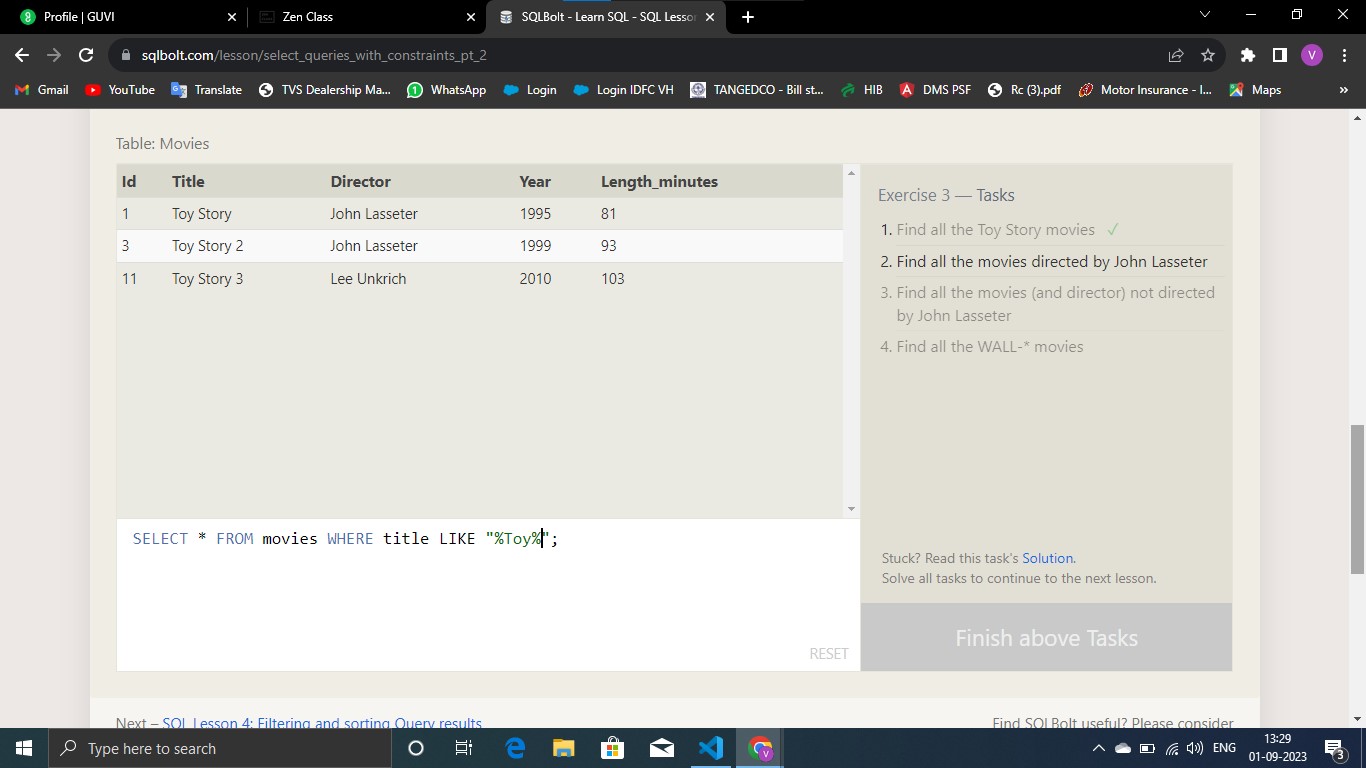 Profile | GUVI
Zen Class
SQLBolt - Learn SQL - SQL Lesson
sqlbolt.com/lesson/select_queries_with_constraints_pt_2
V
Gmail YouTube Translate TVS Dealership Ma... WhatsApp Login Login IDFC VH TANGEDCO - Bill st... HIB DMS PSF Rc (3).pdf Motor Insurance - I... Maps »
Table: Movies
Id Title Director Year Length_minutes
1 Toy Story John Lasseter 1995 81
3 Toy Story 2 John Lasseter 1999 93
11 Toy Story 3 Lee Unkrich 2010 103
Exercise 3 — Tasks
1. Find all the Toy Story movies ✓
2. Find all the movies directed by John Lasseter
3. Find all the movies (and director) not directed
by John Lasseter
4. Find all the WALL-* movies
SELECT * FROM movies WHERE title LIKE "%Toy%";
RESET
Stuck? Read this task's Solution.
Solve all tasks to continue to the next lesson.
Finish above Tasks
Next – SQL Lesson 4: Filtering and sorting Query results
Find SQLBolt useful? Please consider
Type here to search
ENG
13:29
01-09-2023
3